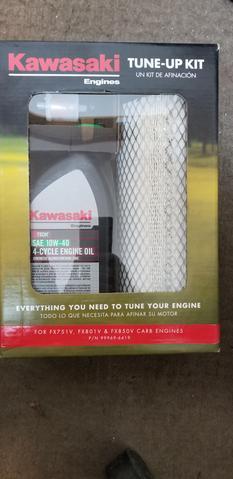 Kawasaki
Engines
TUNE-UP KIT
UN KIT DE AFINACIÓN
Kawasaki
TECH
SAE 10W-40
4-CYCLE ENGINE OIL
EVERYTHING YOU NEED TO TUNE YOUR ENGINE
TODO LO QUE NECESITA PARA AFINAR SU MOTOR
FOR FX751V, FX801V & FX850V CARB ENGINES
P/N 99969-6419